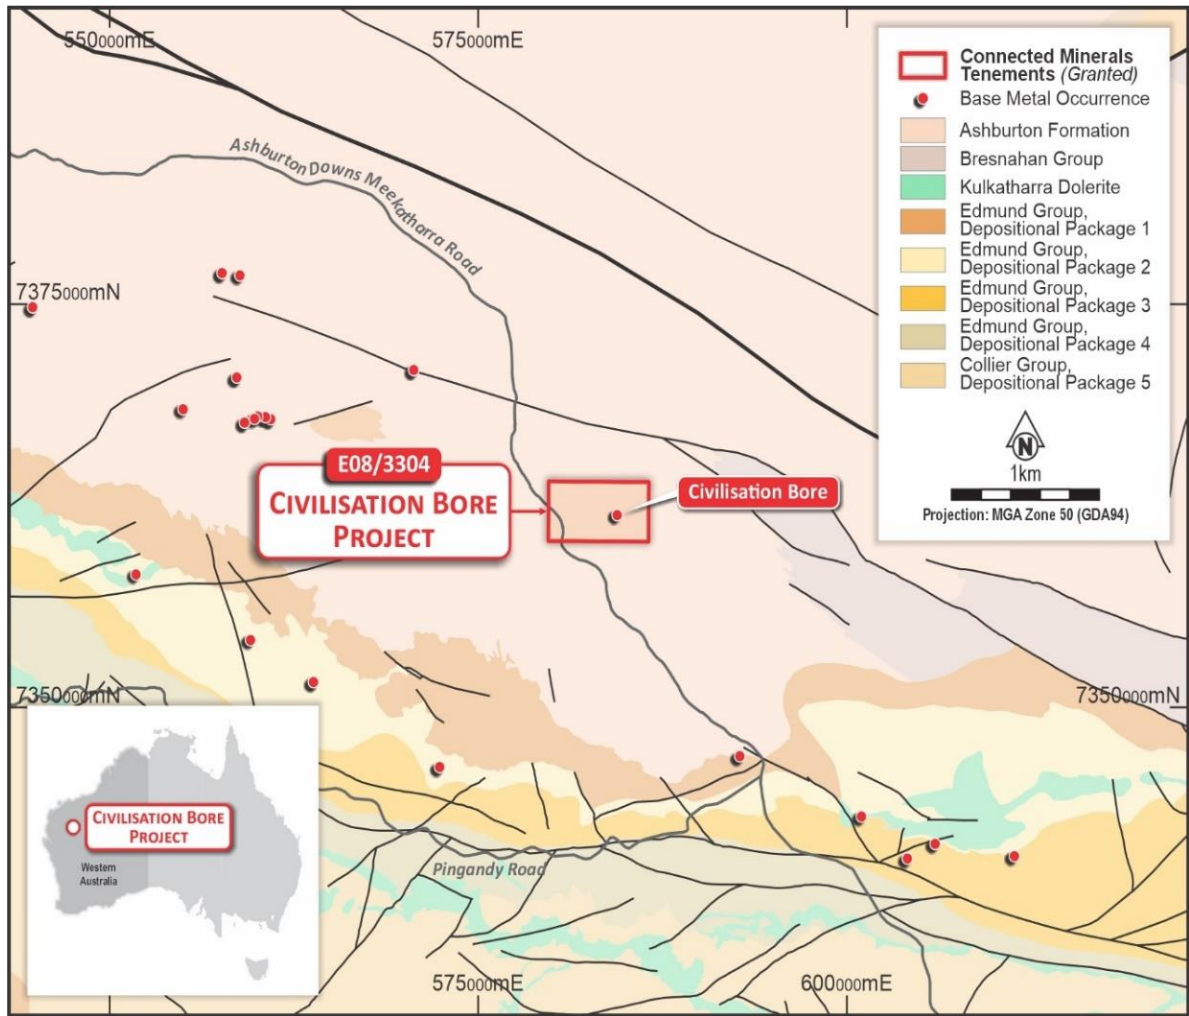 550000mE
575000mE
Connected Minerals
Tenements (Granted)
Base Metal Occurrence
Ashburton Formation
Bresnahan Group
Kulkatharra Dolerite
Edmund Group,
Depositional Package 1
Edmund Group,
Depositional Package 2
Edmund Group,
Depositional Package 3
Edmund Group,
Depositional Package 4
Collier Group,
Depositional Package 5
N
1km
Projection: MGA Zone 50 (GDA94)
Ashburton Downs Meekatharra Road
7375000mN
E08/3304
CIVILISATION BORE
PROJECT
Civilisation Bore
7350000mN
7350000mN
CIVILISATION BORE
PROJECT
Western
Australia
Pingandy Road
575000mE
600000mE